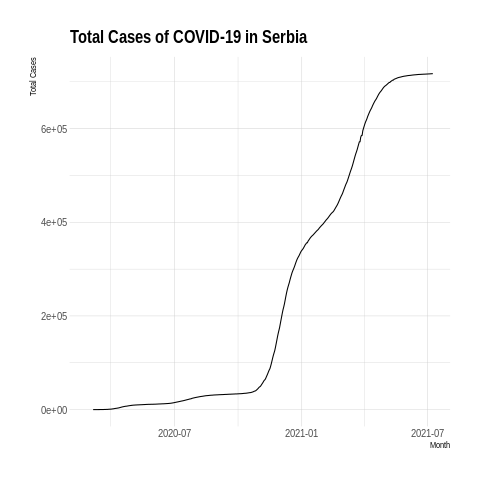 Total Cases of COVID-19 in Serbia
Total Cases
6e+05
4e+05
2e+05
0e+00
2020-07
2021-01
2021-07
Month